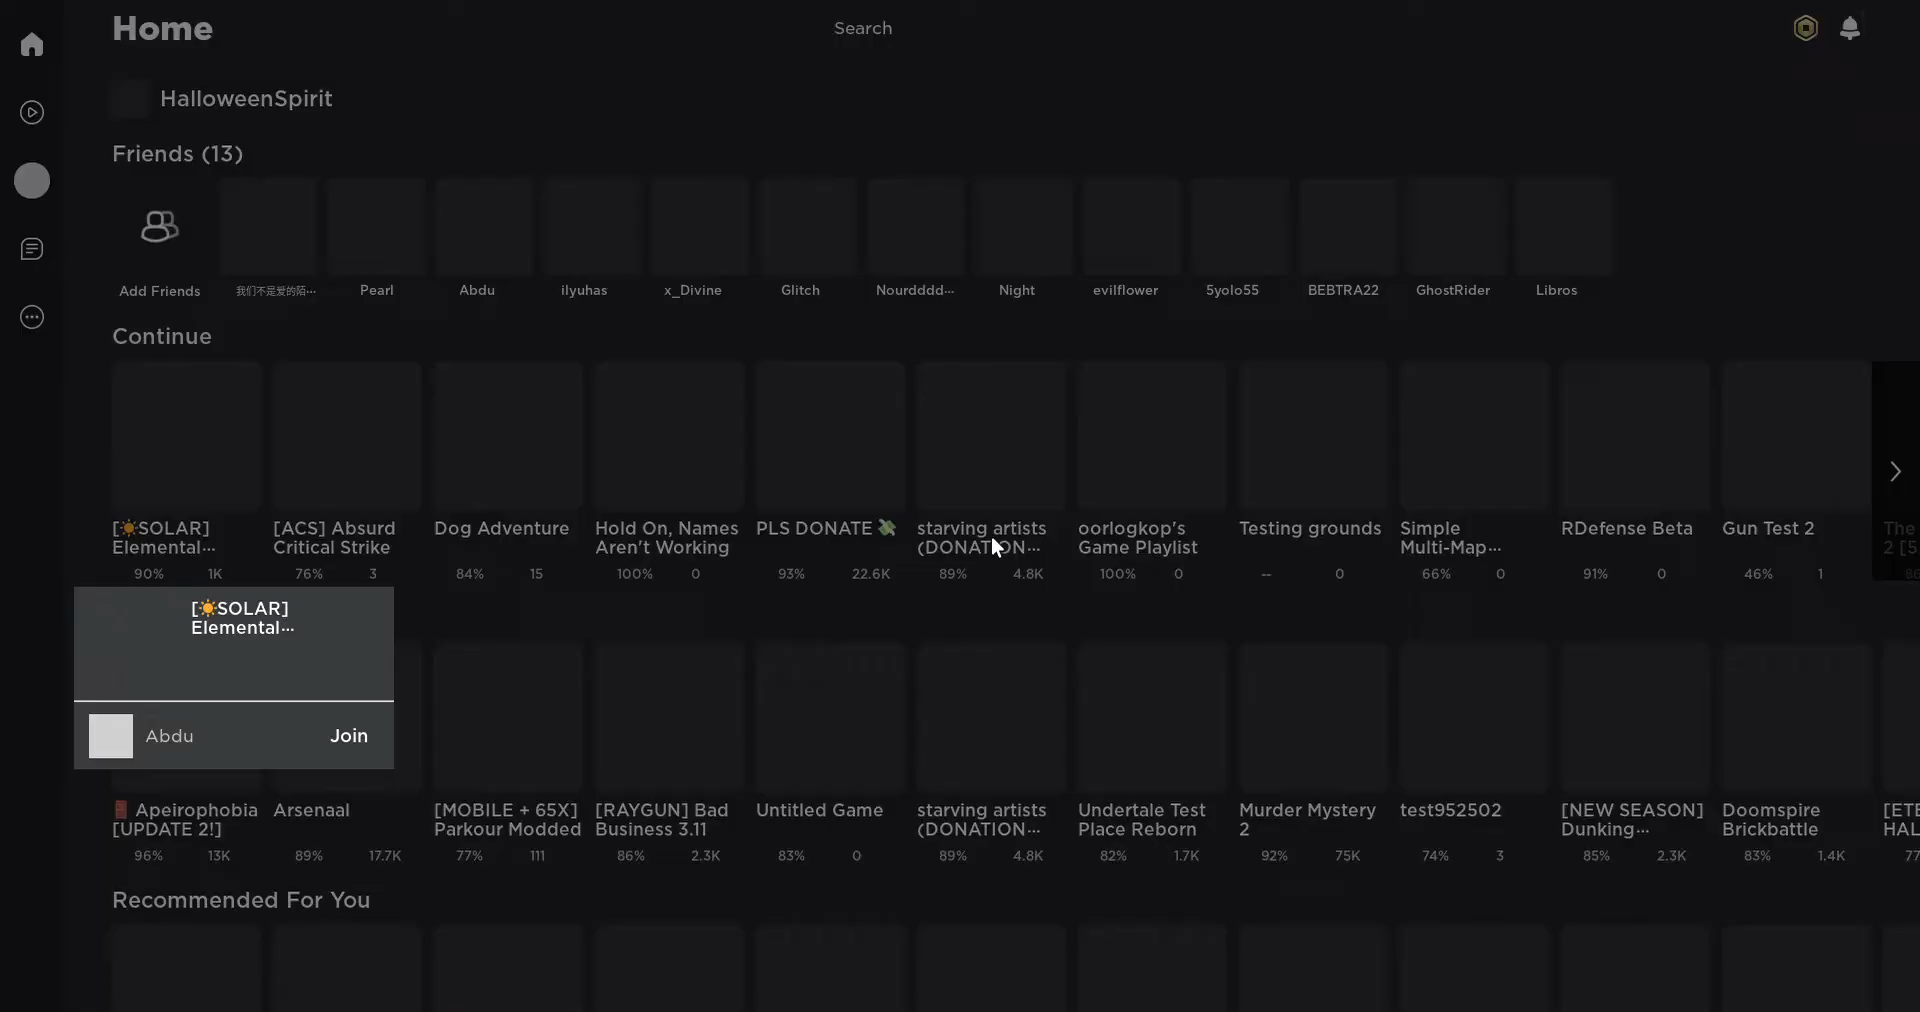 Home
Search
HalloweenSpirit
Friends (13)
Add Friends
我们不是爱的陌···
Pearl
Abdu
ilyuhas
x_Divine
Glitch
Nourdddd···
Night
evilflower
5yolo55
BEBTRA22
GhostRider
Libros
Continue
[☀️SOLAR]
Elemental···
90% 1K
[ACS] Absurd
Critical Strike
76% 3
Dog Adventure
84% 15
Hold On, Names
Aren't Working
100% 0
PLS DONATE 💸
93% 22.6K
starving artists
(DONATION···
89% 4.8K
oorlogkop's
Game Playlist
100% 0
Testing grounds
-- 0
Simple
Multi-Map···
66% 0
RDefense Beta
91% 0
Gun Test 2
46% 1
The
2 [5
86
[☀️SOLAR]
Elemental···
Abdu
Join
🚪 Apeirophobia
[UPDATE 2!]
96% 13K
Arsenaal
89% 17.7K
[MOBILE + 65X]
Parkour Modded
77% 111
[RAYGUN] Bad
Business 3.11
86% 2.3K
Untitled Game
83% 0
starving artists
(DONATION···
89% 4.8K
Undertale Test
Place Reborn
82% 1.7K
Murder Mystery
2
92% 75K
test952502
74% 3
[NEW SEASON]
Dunking···
85% 2.3K
Doomspire
Brickbattle
83% 1.4K
[ETE
HAL
77
Recommended For You